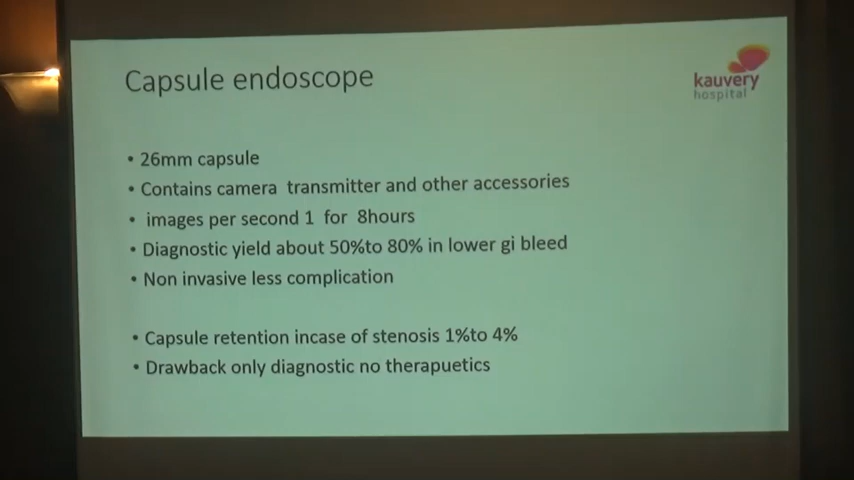 Capsule endoscope
kauvery
hospital
• 26mm capsule
• Contains camera transmitter and other accessories
• images per second 1 for 8hours
• Diagnostic yield about 50%to 80% in lower gi bleed
• Non invasive less complication
• Capsule retention incase of stenosis 1%to 4%
• Drawback only diagnostic no therapuetics